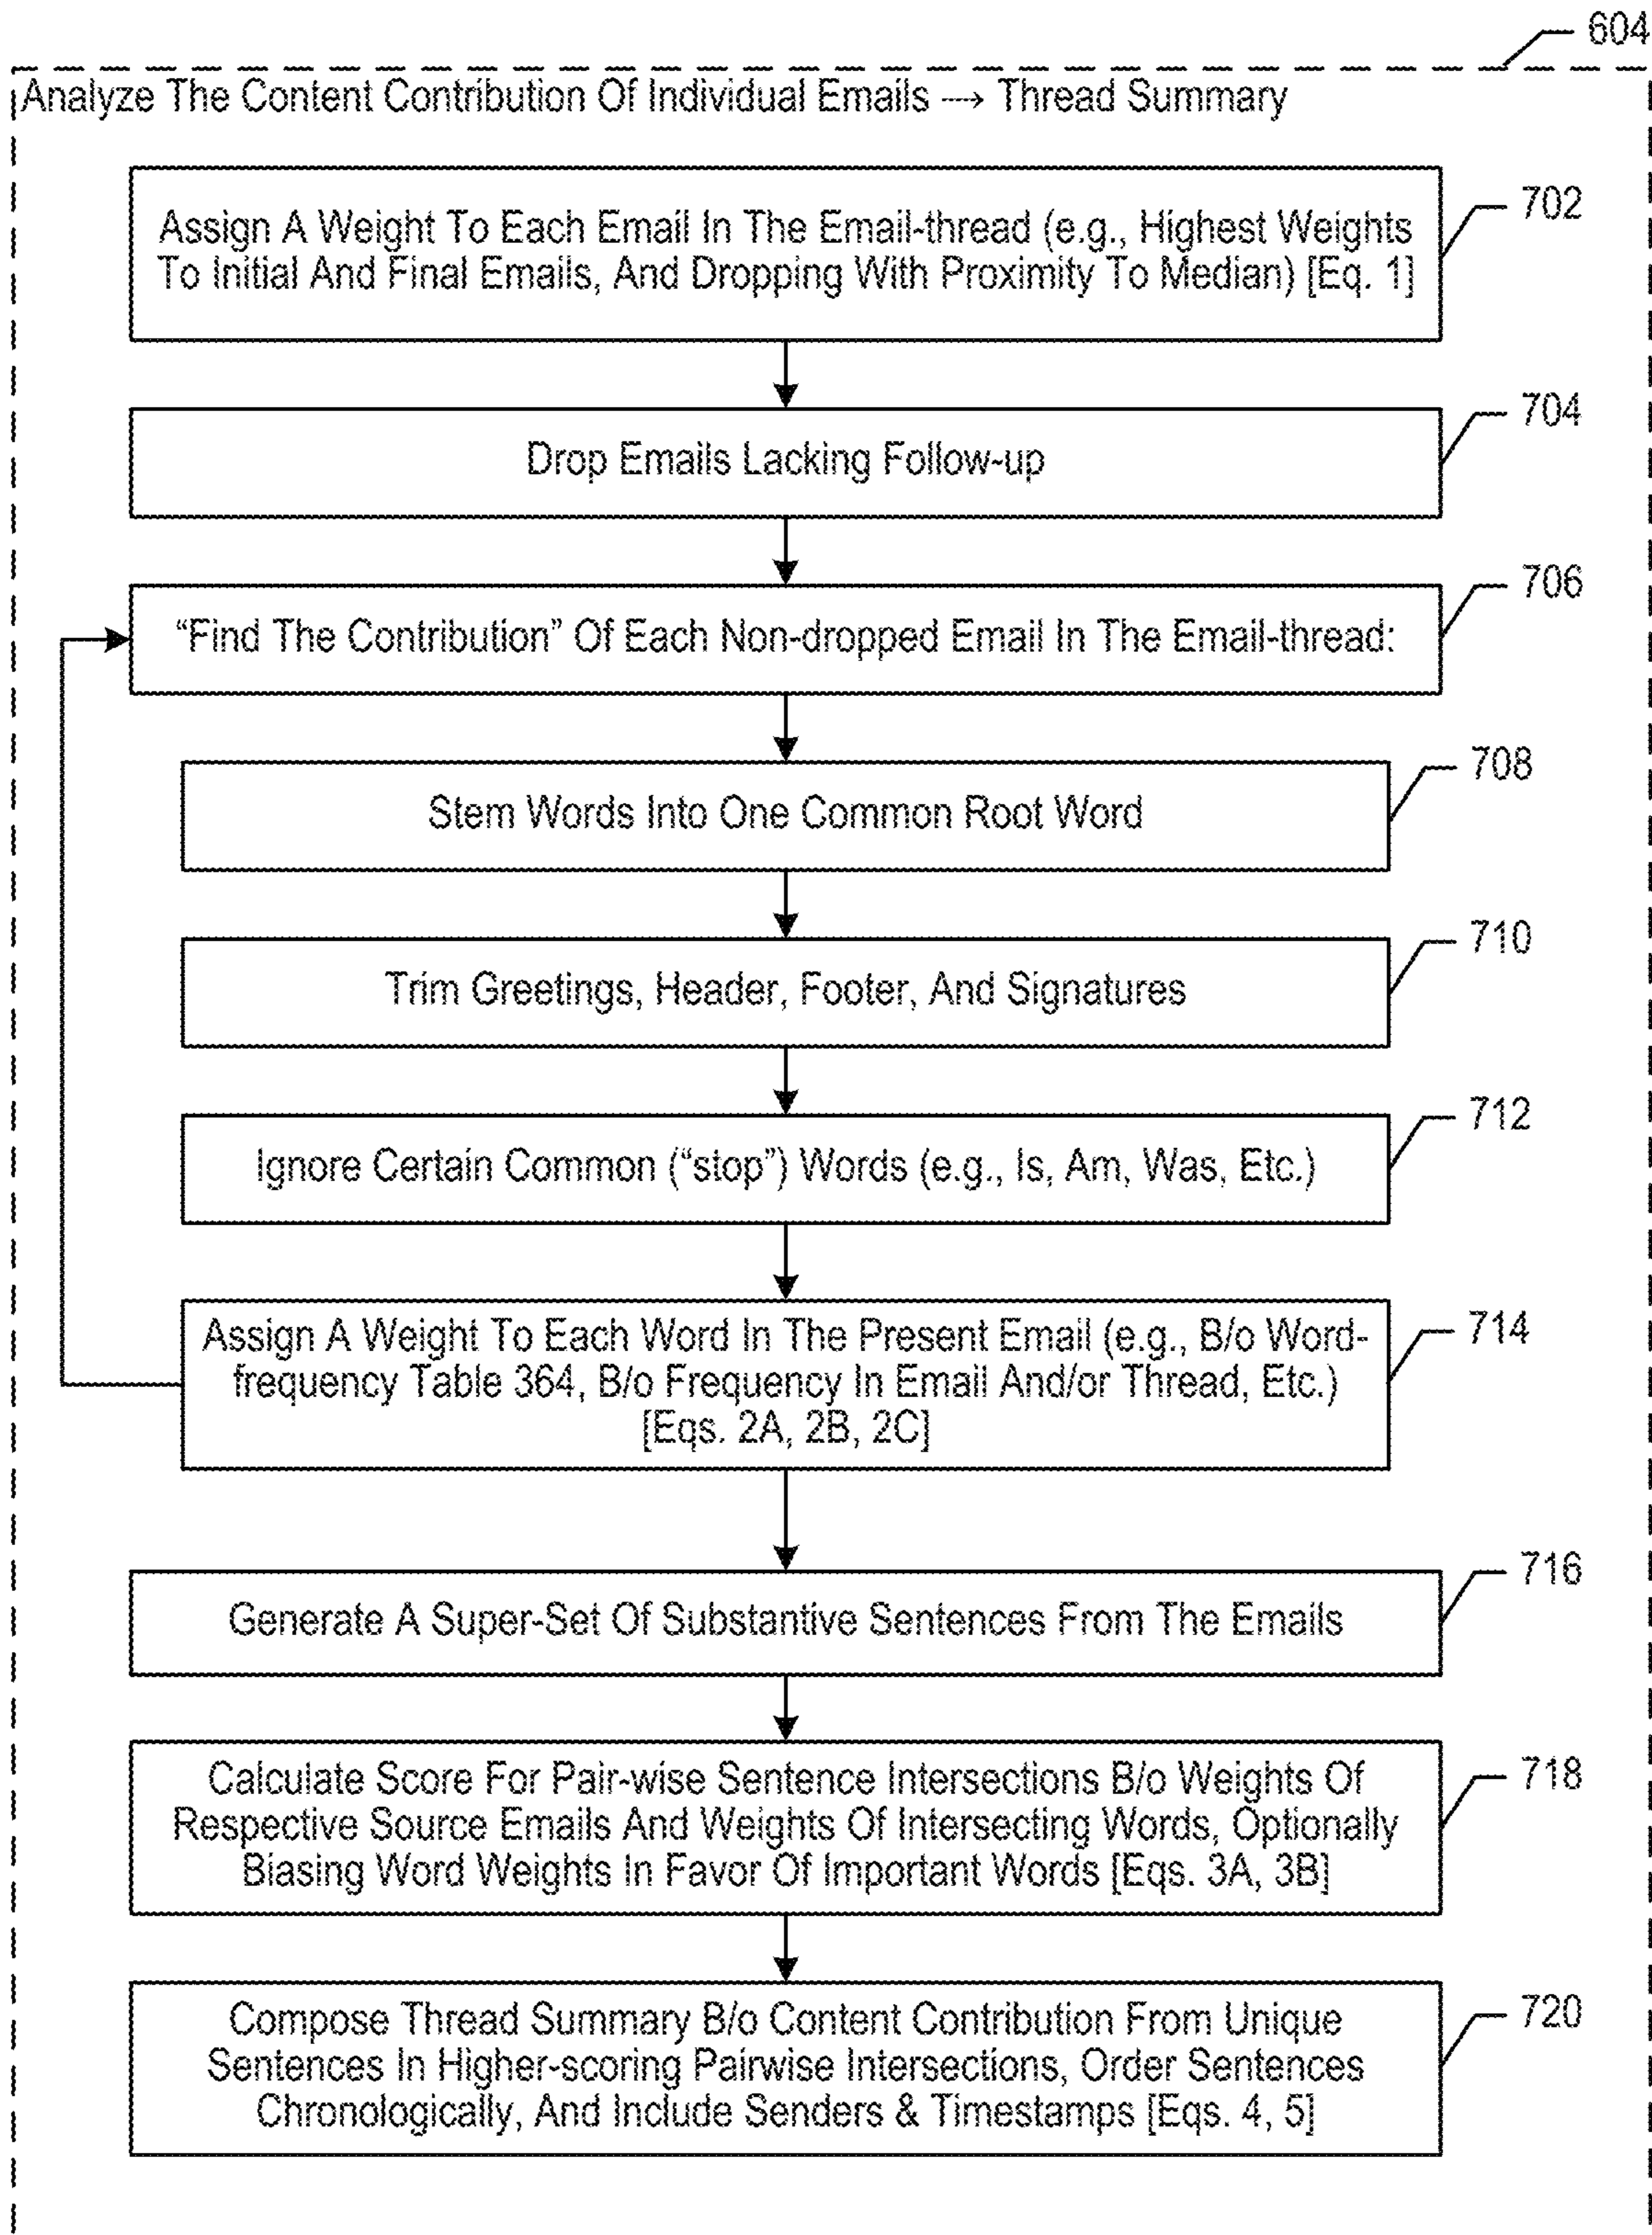 604
Analyze The Content Contribution Of Individual Emails → Thread Summary
702
Assign A Weight To Each Email In The Email-thread (e.g., Highest Weights
To Initial And Final Emails, And Dropping With Proximity To Median) [Eq. 1]
704
Drop Emails Lacking Follow-up
706
“Find The Contribution” Of Each Non-dropped Email In The Email-thread:
708
Stem Words Into One Common Root Word
710
Trim Greetings, Header, Footer, And Signatures
712
Ignore Certain Common (“stop”) Words (e.g., Is, Am, Was, Etc.)
714
Assign A Weight To Each Word In The Present Email (e.g., B/o Word-
frequency Table 364, B/o Frequency In Email And/or Thread, Etc.)
[Eqs. 2A, 2B, 2C]
716
Generate A Super-Set Of Substantive Sentences From The Emails
718
Calculate Score For Pair-wise Sentence Intersections B/o Weights Of
Respective Source Emails And Weights Of Intersecting Words, Optionally
Biasing Word Weights In Favor Of Important Words [Eqs. 3A, 3B]
720
Compose Thread Summary B/o Content Contribution From Unique
Sentences In Higher-scoring Pairwise Intersections, Order Sentences
Chronologically, And Include Senders & Timestamps [Eqs. 4, 5]